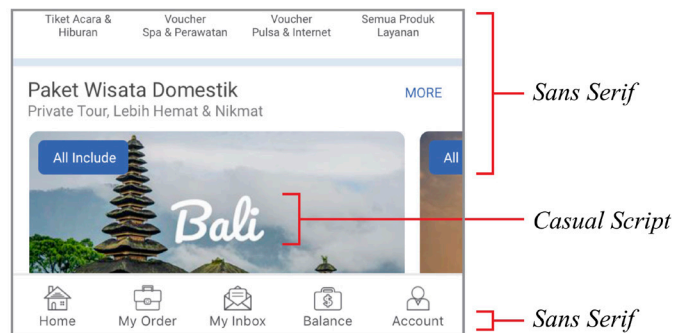 Tiket Acara &
Hiburan
Voucher
Spa & Perawatan
Voucher
Pulsa & Internet
Semua Produk
Layanan
Sans Serif
Paket Wisata Domestik
MORE
Private Tour, Lebih Hemat & Nikmat
All Include
All
Bali
Casual Script
Home
My Order
My Inbox
Balance
Account
Sans Serif